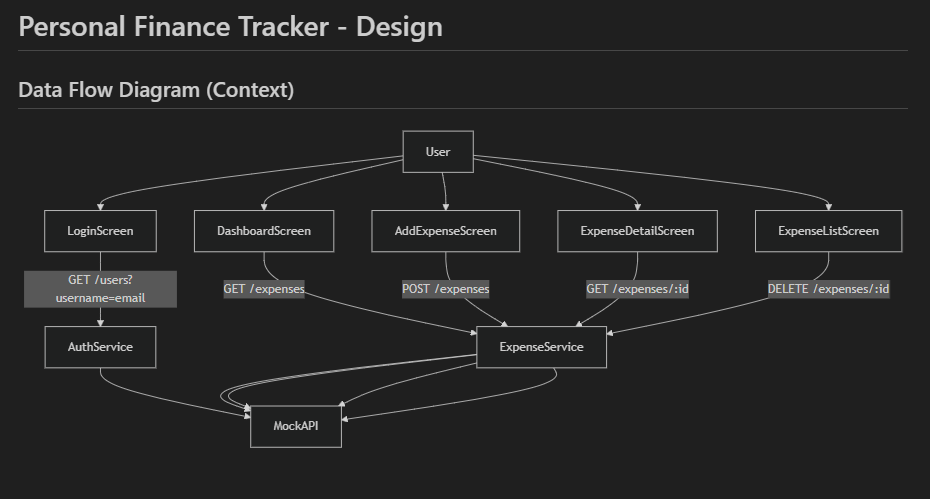 Personal Finance Tracker - Design
Data Flow Diagram (Context)
User
LoginScreen
DashboardScreen
AddExpenseScreen
ExpenseDetailScreen
ExpenseListScreen
GET /users?
username=email
GET /expenses
POST /expenses
GET /expenses/:id
DELETE /expenses/:id
AuthService
ExpenseService
MockAPI